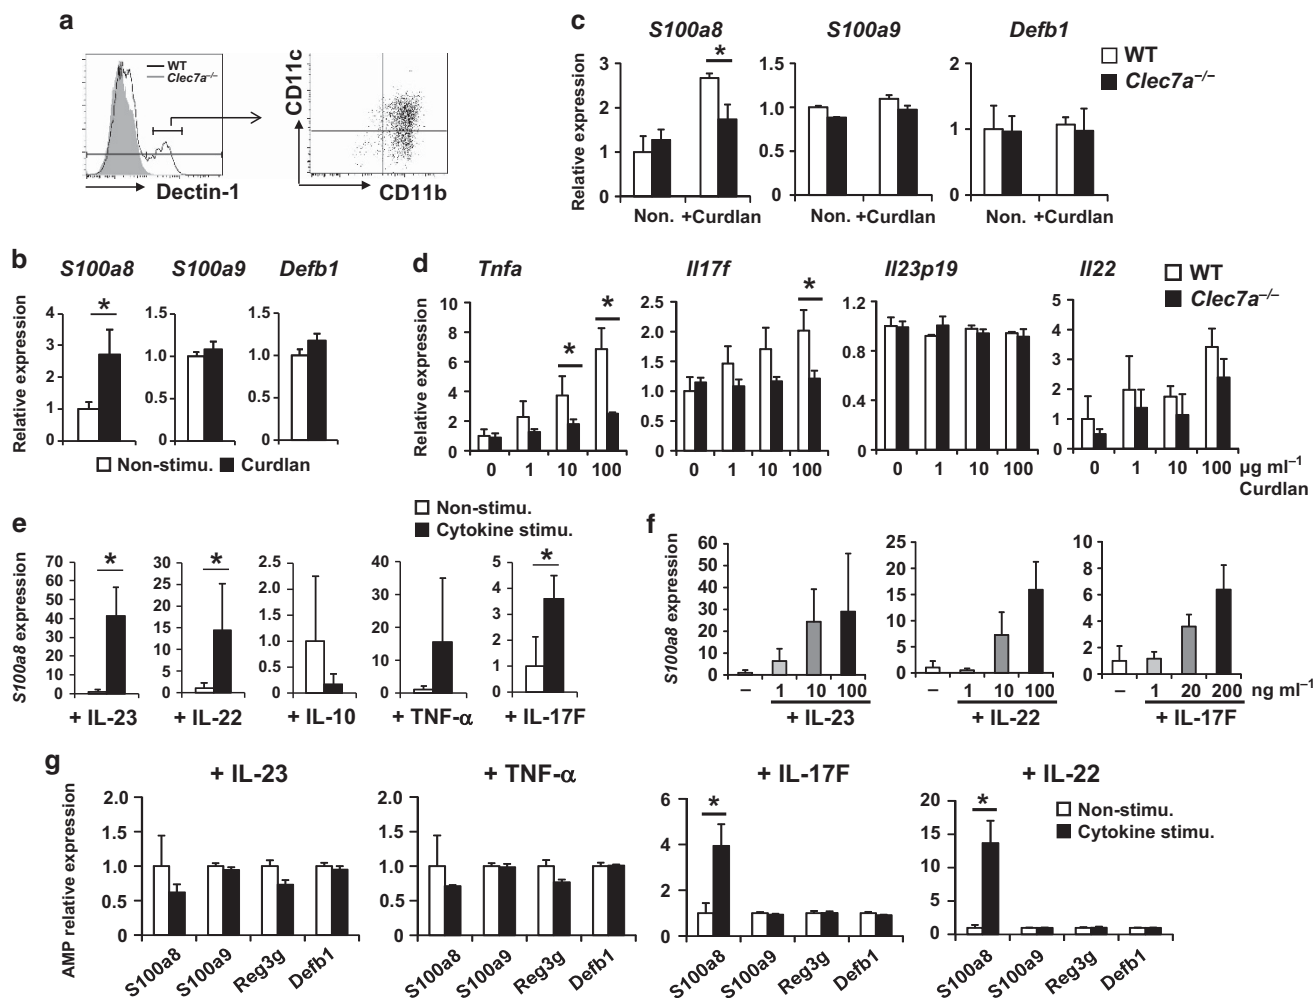 a
WT
Clec7a–/–
Dectin-1
CD11c
CD11b
c
S100a8 S100a9 Defb1
WT
Clec7a–/–
Relative expression
3
2
1
0
1.5
1.0
0.5
0
2
1
0
*
Non. +Curdlan Non. +Curdlan Non. +Curdlan
b
S100a8 S100a9 Defb1
Relative expression
4
3
2
1
0
1.5
1.0
0.5
0
1.5
1.0
0.5
0
*
Non-stimu. Curdlan
d
Tnfa Il17f Il23p19 Il22
WT
Clec7a–/–
Relative expression
10
8
6
4
2
0
2.5
2.0
1.5
1.0
0.5
0
1.2
0.8
0.4
0
5
4
3
2
1
0
* * *
0 1 10 100 0 1 10 100 0 1 10 100 0 1 10 100 µg ml–1
Curdlan
e
Non-stimu.
Cytokine stimu.
S100a8 expression
70
60
50
40
30
20
10
0
30
25
20
15
10
5
0
2.5
2.0
1.5
1.0
0.5
0
40
30
20
10
0
5
4
3
2
1
0
* * *
+ IL-23 + IL-22 + IL-10 + TNF-α + IL-17F
f
S100a8 expression
60
50
40
30
20
10
0
25
20
15
10
5
0
10
8
6
4
2
0
– 1 10 100 – 1 10 100 – 1 20 200 ng ml–1
+ IL-23 + IL-22 + IL-17F
g
+ IL-23 + TNF-α + IL-17F + IL-22
Non-stimu.
Cytokine stimu.
AMP relative expression
2.0
1.5
1.0
0.5
0
2.0
1.5
1.0
0.5
0
6
4
2
0
20
15
10
5
0
* *
S100a8 S100a9 Reg3g Defb1 S100a8 S100a9 Reg3g Defb1 S100a8 S100a9 Reg3g Defb1 S100a8 S100a9 Reg3g Defb1